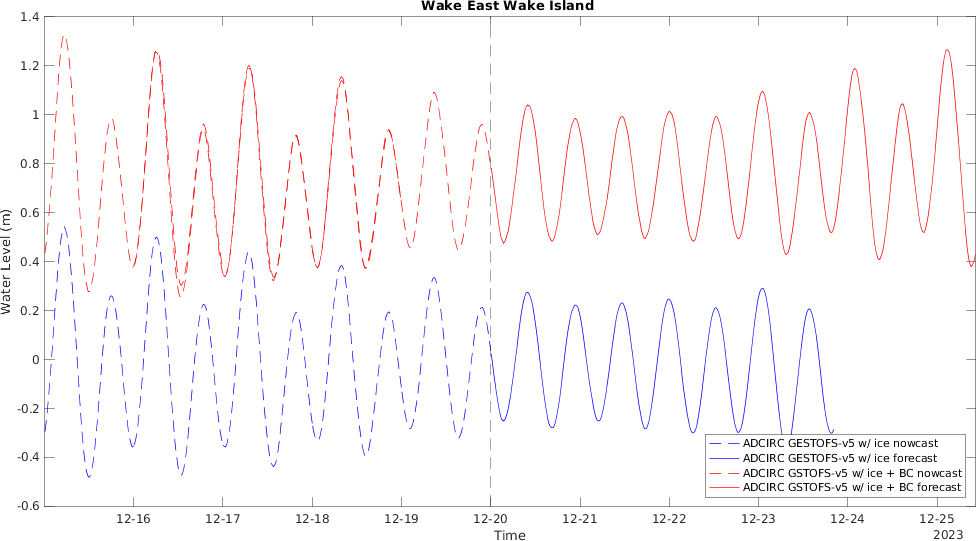 Wake East Wake Island
Water Level (m)
1.4
1.2
1
0.8
0.6
0.4
0.2
0
-0.2
-0.4
-0.6
ADCIRC GESTOFS-v5 w/ ice nowcast
ADCIRC GESTOFS-v5 w/ ice forecast
ADCIRC GSTOFS-v5 w/ ice + BC nowcast
ADCIRC GSTOFS-v5 w/ ice + BC forecast
12-16 12-17 12-18 12-19 12-20 12-21 12-22 12-23 12-24 12-25
Time
2023